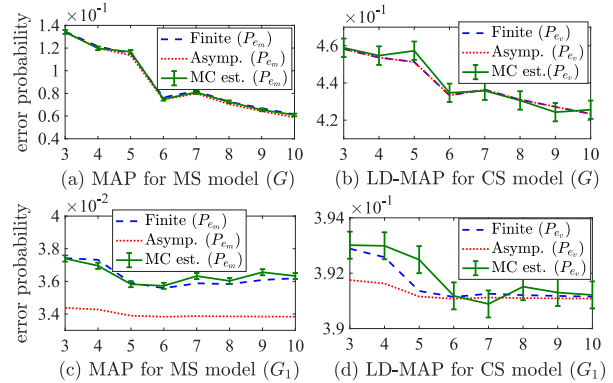 ×10⁻¹
1.4
1.2
1
0.8
0.6
0.4
error probability
Finite (P_{e_m})
Asymp. (P_{e_m})
MC est. (P_{e_m})
3 4 5 6 7 8 9 10
(a) MAP for MS model (G)
×10⁻¹
4.6
4.4
4.2
Finite (P_{e_v})
Asymp. (P_{e_v})
MC est.(P_{e_v})
3 4 5 6 7 8 9 10
(b) LD-MAP for CS model (G)
×10⁻²
4
3.8
3.6
3.4
error probability
Finite (P_{e_m})
Asymp. (P_{e_m})
MC est. (P_{e_m})
3 4 5 6 7 8 9 10
(c) MAP for MS model (G₁)
×10⁻¹
3.94
3.92
3.9
Finite (P_{e_v})
Asymp. (P_{e_v})
MC est. (P_{e_v})
3 4 5 6 7 8 9 10
(d) LD-MAP for CS model (G₁)